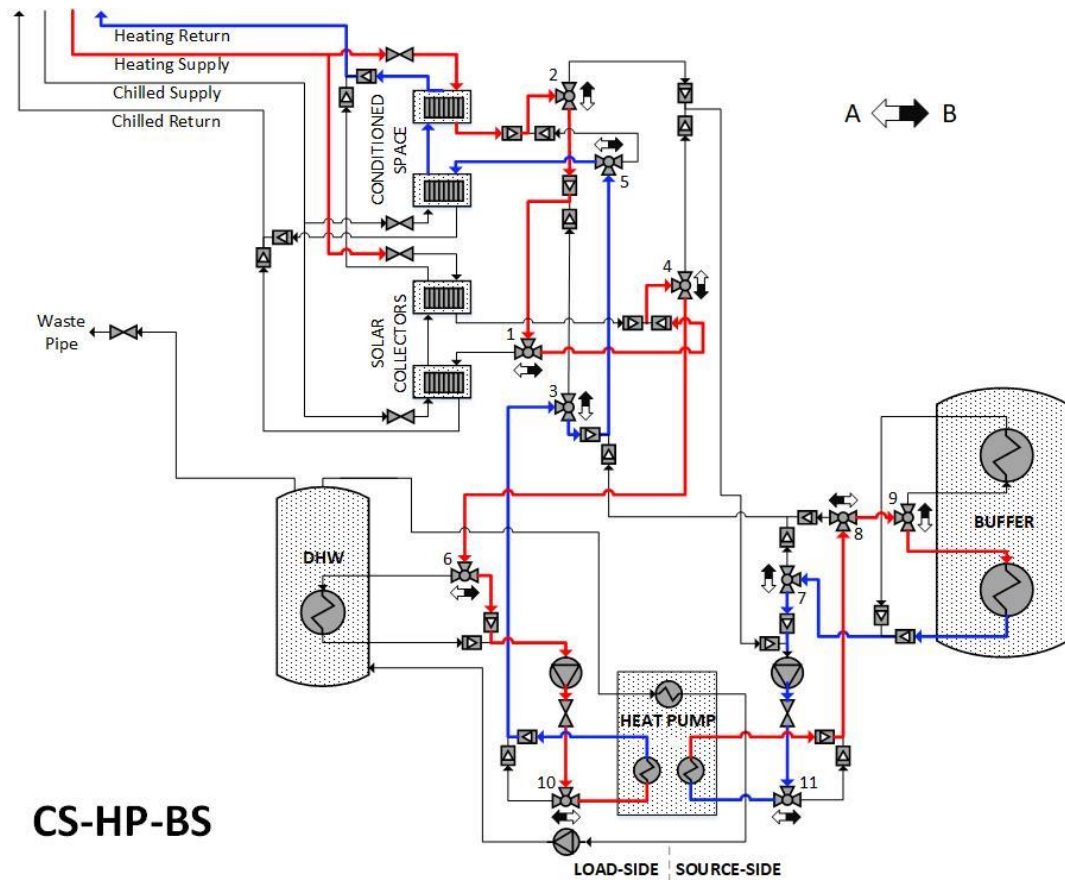 Heating Return
Heating Supply
Chilled Supply
Chilled Return
CONDITIONED
SPACE
2
A
B
5
4
SOLAR
COLLECTORS
1
Waste
Pipe
3
DHW
6
9
8
BUFFER
7
HEAT PUMP
10
11
CS-HP-BS
LOAD-SIDE
SOURCE-SIDE